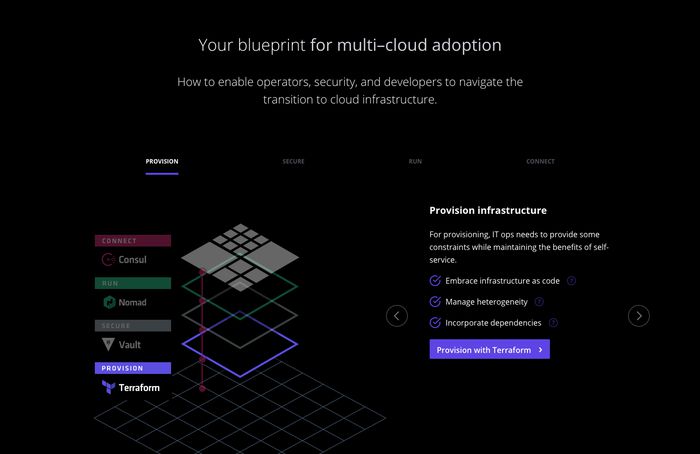 Your blueprint for multi–cloud adoption
How to enable operators, security, and developers to navigate the
transition to cloud infrastructure.
PROVISION
SECURE
RUN
CONNECT
CONNECT
Consul
RUN
Nomad
SECURE
Vault
PROVISION
Terraform
Provision infrastructure
For provisioning, IT ops needs to provide some
constraints while maintaining the benefits of self-
service.
Embrace infrastructure as code ?
Manage heterogeneity ?
Incorporate dependencies ?
Provision with Terraform